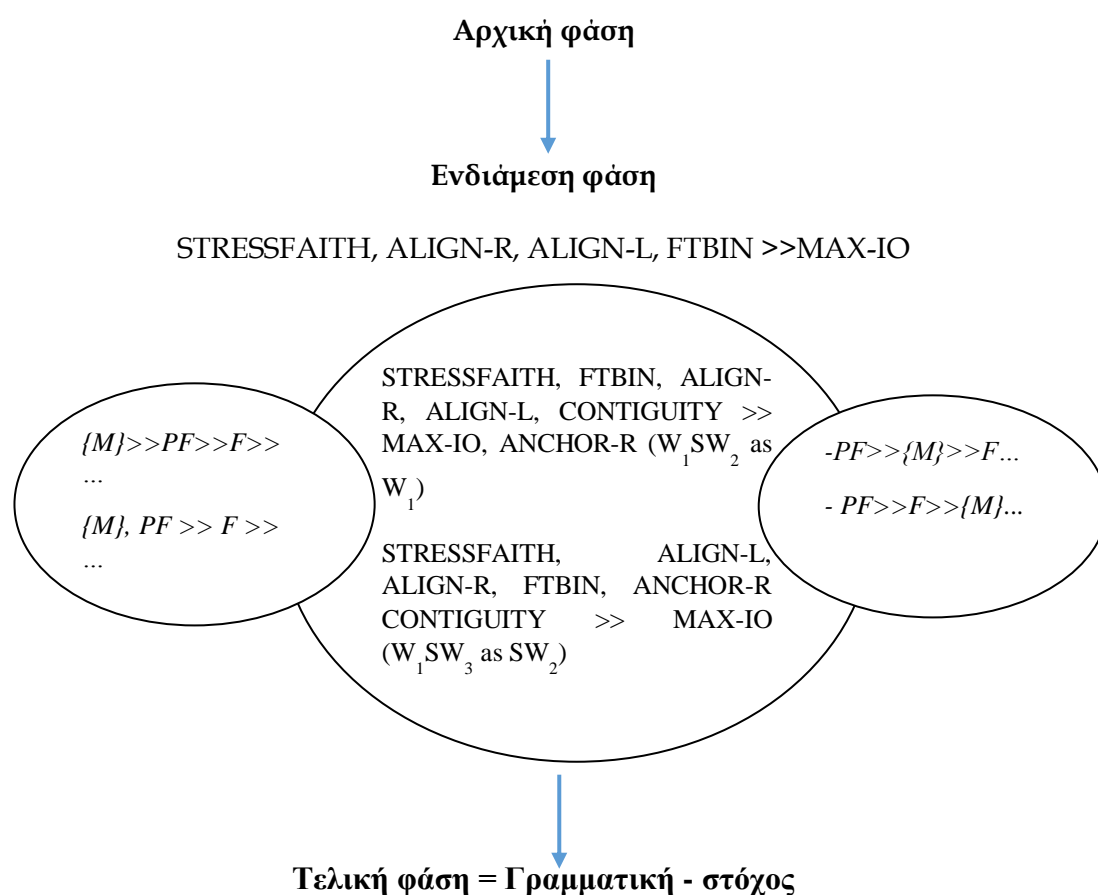 Αρχική φάση
Ενδιάμεση φάση
STRESSFAITH, ALIGN-R, ALIGN-L, FTBIN >>MAX-IO
{M}>>PF>>F>>
...
{M}, PF >> F >>
...
STRESSFAITH, FTBIN, ALIGN-
R, ALIGN-L, CONTIGUITY >>
MAX-IO, ANCHOR-R (W₁SW₂ as
W₁)
STRESSFAITH, ALIGN-L,
ALIGN-R, FTBIN, ANCHOR-R
CONTIGUITY >> MAX-IO
(W₁SW₃ as SW₂)
-PF>>{M}>>F...
- PF>>F>>{M}...
Τελική φάση = Γραμματική - στόχος